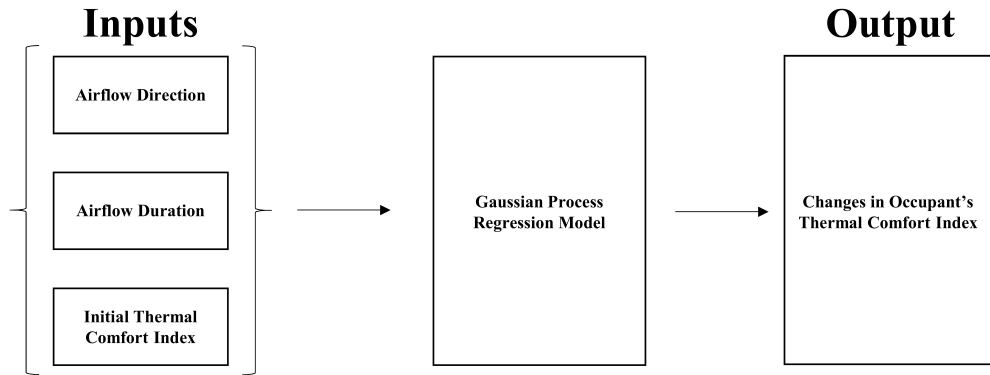 Inputs
Output
Airflow Direction
Airflow Duration
Initial Thermal
Comfort Index
Gaussian Process
Regression Model
Changes in Occupant's
Thermal Comfort Index